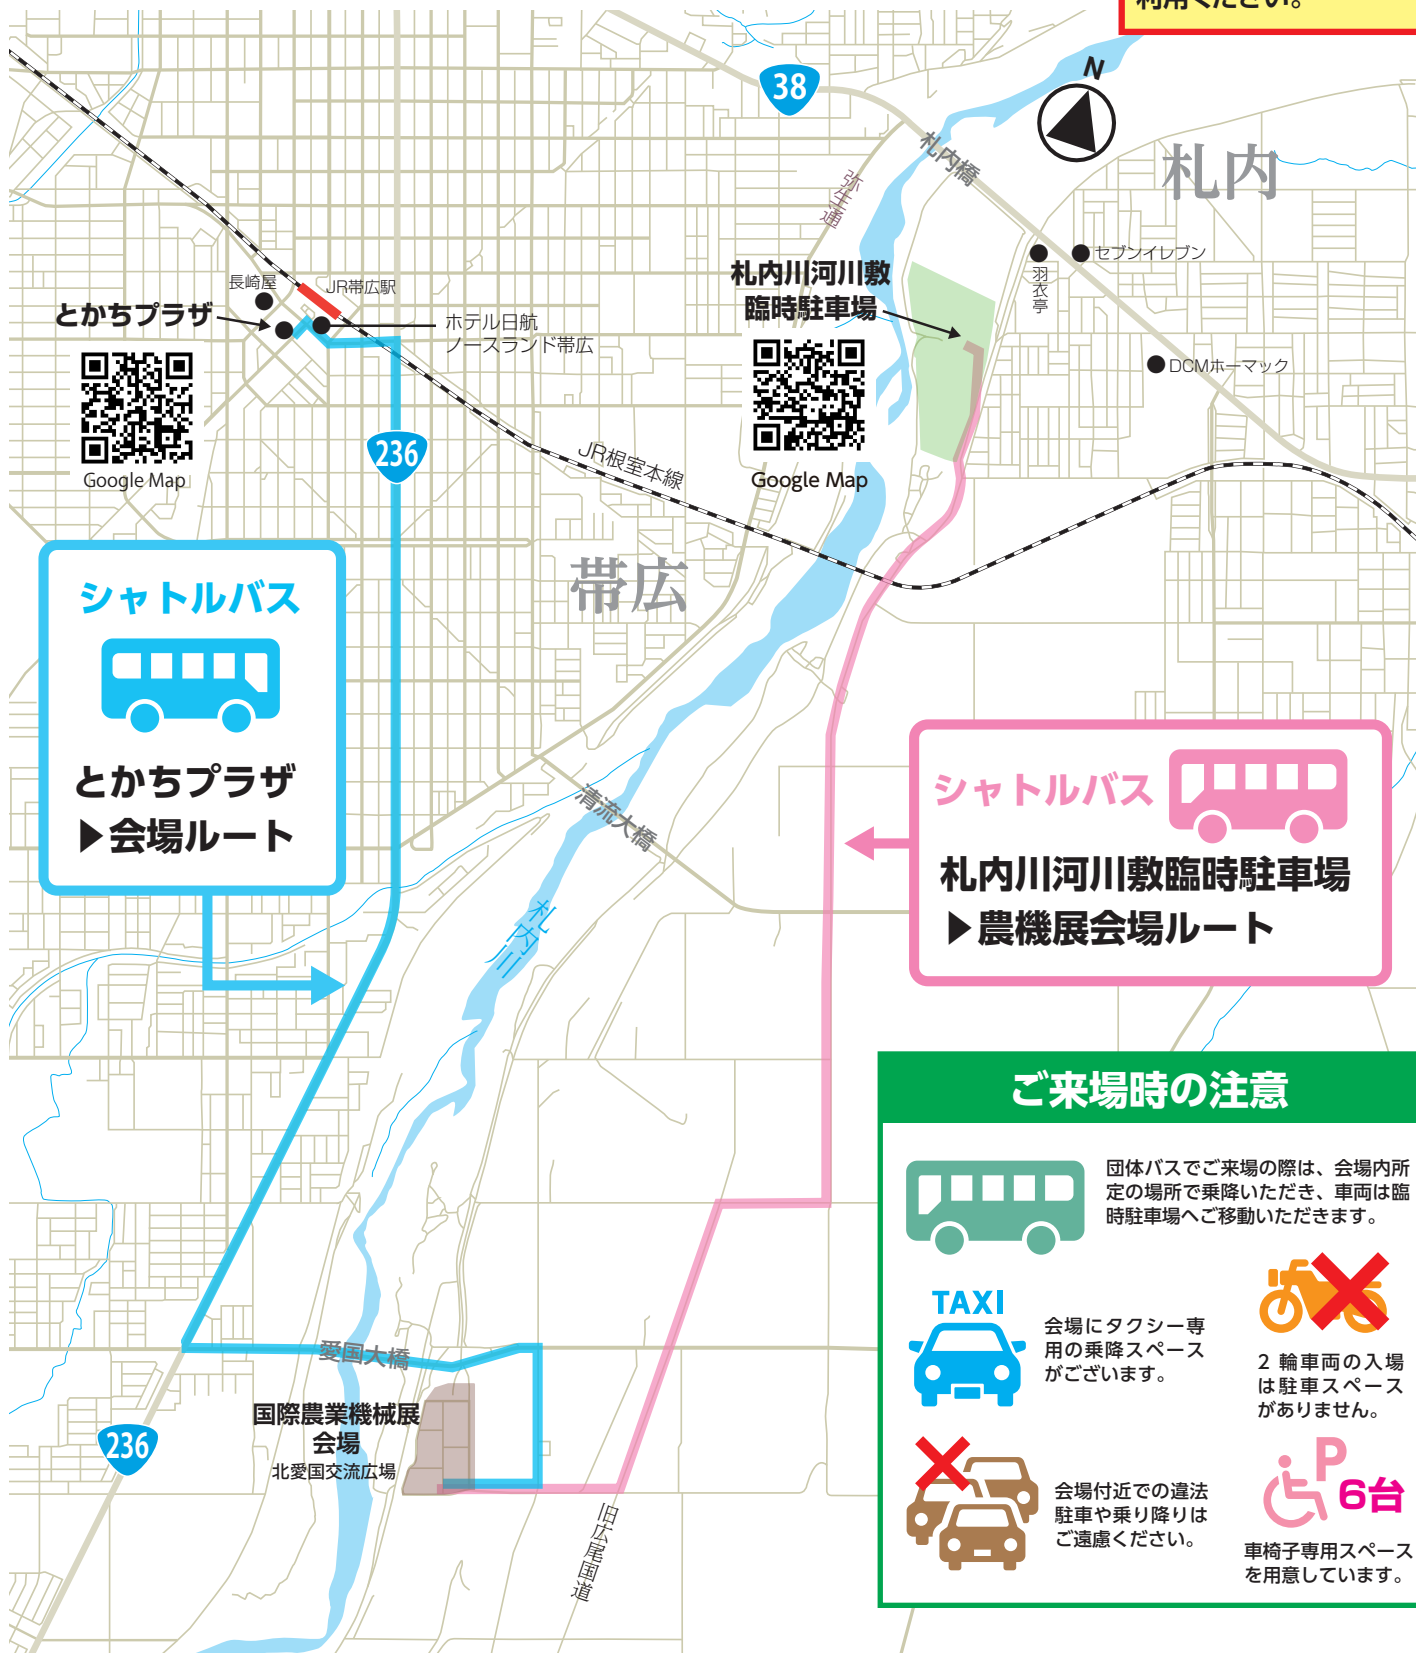 利用ください。
38
N
札内橋
札内
弥生通
セブンイレブン
羽衣亭
札内川河川敷
臨時駐車場
長崎屋
JR帯広駅
とかちプラザ
ホテル日航
ノースランド帯広
DCMホーマック
Google Map
236
JR根室本線
Google Map
帯広
シャトルバス
とかちプラザ
▶会場ルート
清流大橋
シャトルバス
札内川河川敷臨時駐車場
▶農機展会場ルート
札内川
ご来場時の注意
団体バスでご来場の際は、会場内所
定の場所で乗降いただき、車両は臨
時駐車場へご移動いただきます。
TAXI
会場にタクシー専
用の乗降スペース
がございます。
2 輪車両の入場
は駐車スペース
がありません。
愛国大橋
国際農業機械展
会場
北愛国交流広場
236
旧広尾国道
会場付近での違法
駐車や乗り降りは
ご遠慮ください。
P
6台
車椅子専用スペース
を用意しています。